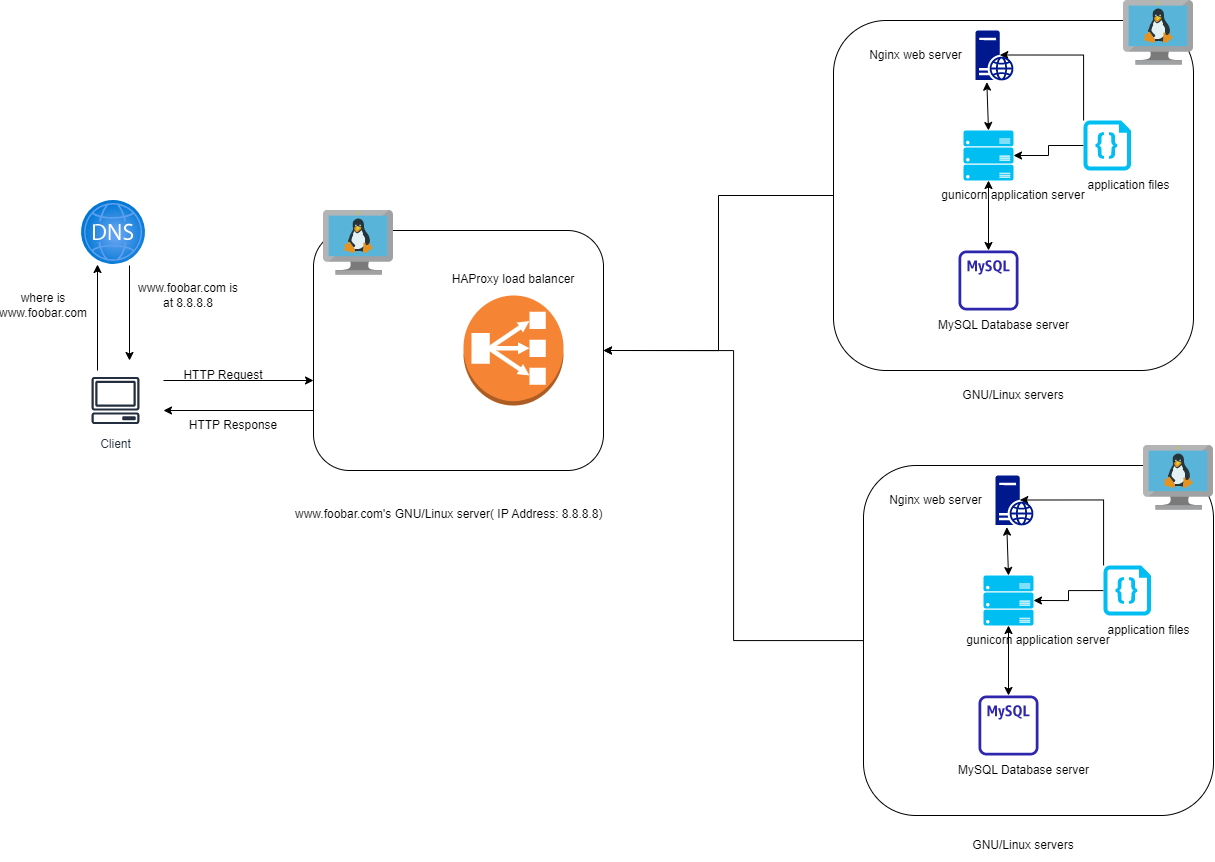 DNS
where is
www.foobar.com
www.foobar.com is
at 8.8.8.8
Client
HTTP Request
HTTP Response
HAProxy load balancer
www.foobar.com's GNU/Linux server( IP Address: 8.8.8.8)
Nginx web server
{}
application files
gunicorn application server
MySQL
MySQL Database server
GNU/Linux servers
Nginx web server
{}
application files
gunicorn application server
MySQL
MySQL Database server
GNU/Linux servers